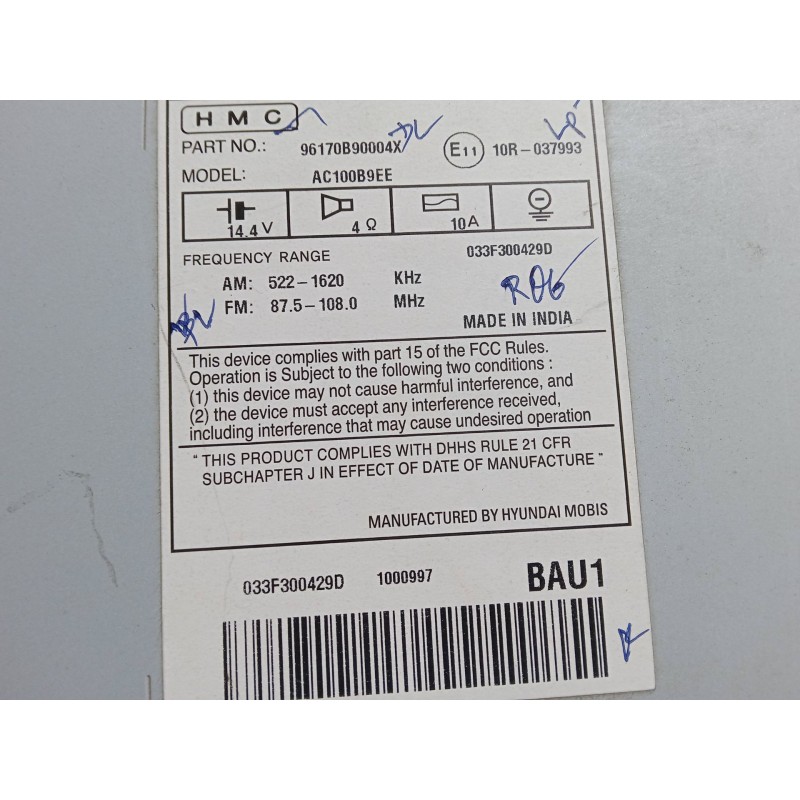 HMC
PART NO.: 96170B90004X E11 10R-037993
MODEL: AC100B9EE
14.4V 4Ω 10A
FREQUENCY RANGE 033F300429D
AM: 522-1620 KHz
FM: 87.5-108.0 MHz
MADE IN INDIA
This device complies with part 15 of the FCC Rules.
Operation is Subject to the following two conditions :
(1) this device may not cause harmful interference, and
(2) the device must accept any interference received,
including interference that may cause undesired operation
" THIS PRODUCT COMPLIES WITH DHHS RULE 21 CFR
SUBCHAPTER J IN EFFECT OF DATE OF MANUFACTURE "
MANUFACTURED BY HYUNDAI MOBIS
033F300429D 1000997 BAU1